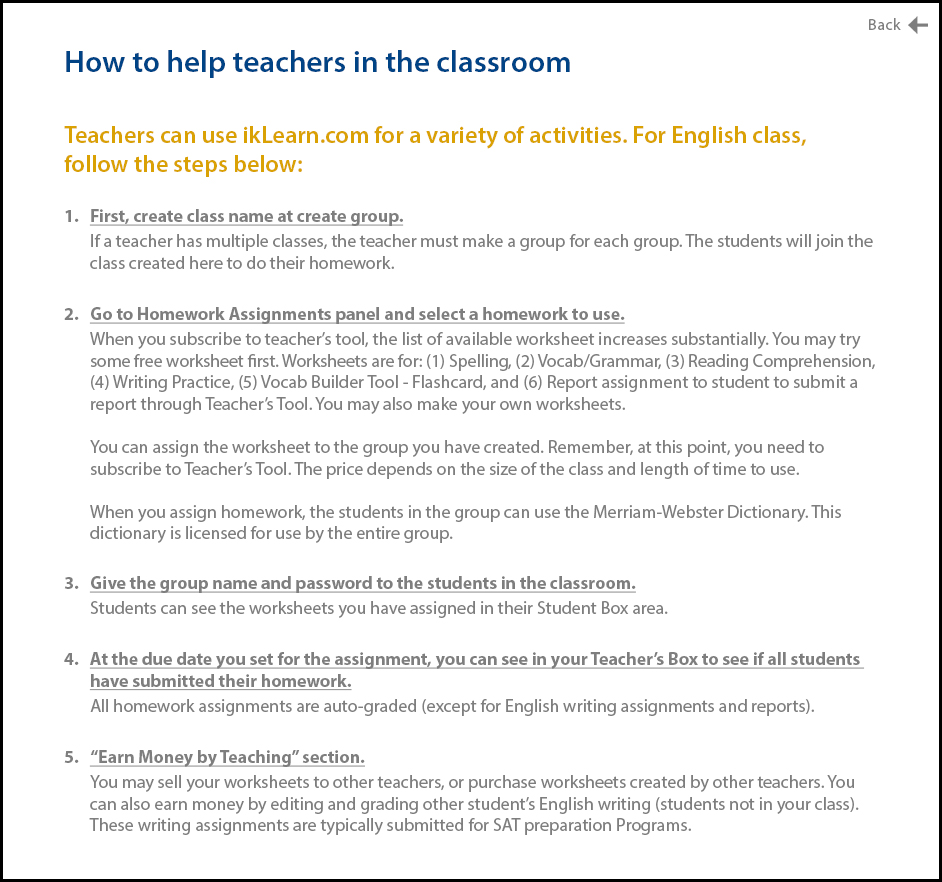 Back
How to help teachers in the classroom
Teachers can use ikLearn.com for a variety of activities. For English class,
follow the steps below:
1. First, create class name at create group.
If a teacher has multiple classes, the teacher must make a group for each group. The students will join the
class created here to do their homework.
2. Go to Homework Assignments panel and select a homework to use.
When you subscribe to teacher’s tool, the list of available worksheet increases substantially. You may try
some free worksheet first. Worksheets are for: (1) Spelling, (2) Vocab/Grammar, (3) Reading Comprehension,
(4) Writing Practice, (5) Vocab Builder Tool - Flashcard, and (6) Report assignment to student to submit a
report through Teacher’s Tool. You may also make your own worksheets.
You can assign the worksheet to the group you have created. Remember, at this point, you need to
subscribe to Teacher’s Tool. The price depends on the size of the class and length of time to use.
When you assign homework, the students in the group can use the Merriam-Webster Dictionary. This
dictionary is licensed for use by the entire group.
3. Give the group name and password to the students in the classroom.
Students can see the worksheets you have assigned in their Student Box area.
4. At the due date you set for the assignment, you can see in your Teacher’s Box to see if all students
have submitted their homework.
All homework assignments are auto-graded (except for English writing assignments and reports).
5. “Earn Money by Teaching” section.
You may sell your worksheets to other teachers, or purchase worksheets created by other teachers. You
can also earn money by editing and grading other student’s English writing (students not in your class).
These writing assignments are typically submitted for SAT preparation Programs.